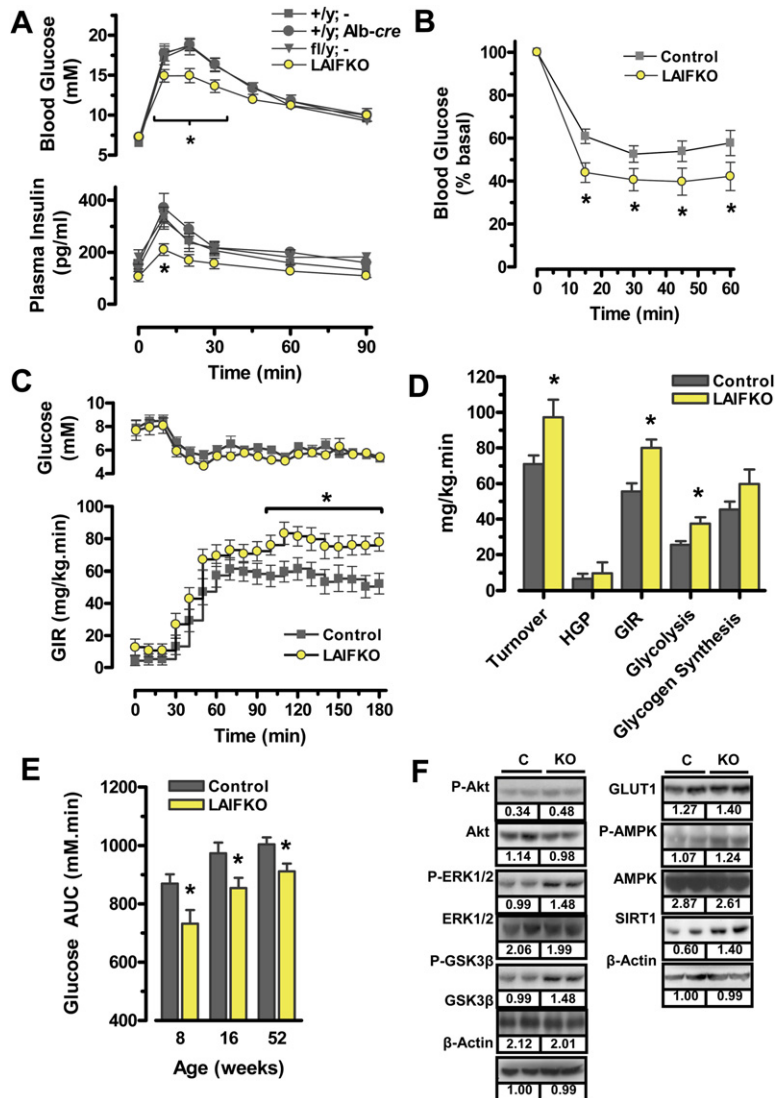 A
+/y; -
+/y; Alb-cre
fl/y; -
LAIFKO
Blood Glucose
(mM)
20
15
10
5
*
Plasma Insulin
(pg/ml)
400
200
0
*
0 30 60 90
Time (min)
B
Control
LAIFKO
Blood Glucose
(% basal)
100
80
60
40
20
0
* * * *
0 15 30 45 60
Time (min)
C
Glucose
(mM)
8
6
4
GIR (mg/kg.min)
100
80
60
40
20
0
*
Control
LAIFKO
0 30 60 90 120 150 180
Time (min)
D
Control
LAIFKO
mg/kg.min
120
100
80
60
40
20
0
* * *
Turnover
HGP
GIR
Glycolysis
Glycogen Synthesis
E
Control
LAIFKO
Glucose AUC (mM.min)
1200
1000
800
600
400
* * *
8 16 52
Age (weeks)
F
C KO
P-Akt
0.34 0.48
Akt
1.14 0.98
P-ERK1/2
0.99 1.48
ERK1/2
2.06 1.99
P-GSK3β
0.99 1.48
GSK3β
2.12 2.01
β-Actin
1.00 0.99
C KO
GLUT1
1.27 1.40
P-AMPK
1.07 1.24
AMPK
2.87 2.61
SIRT1
0.60 1.40
β-Actin
1.00 0.99